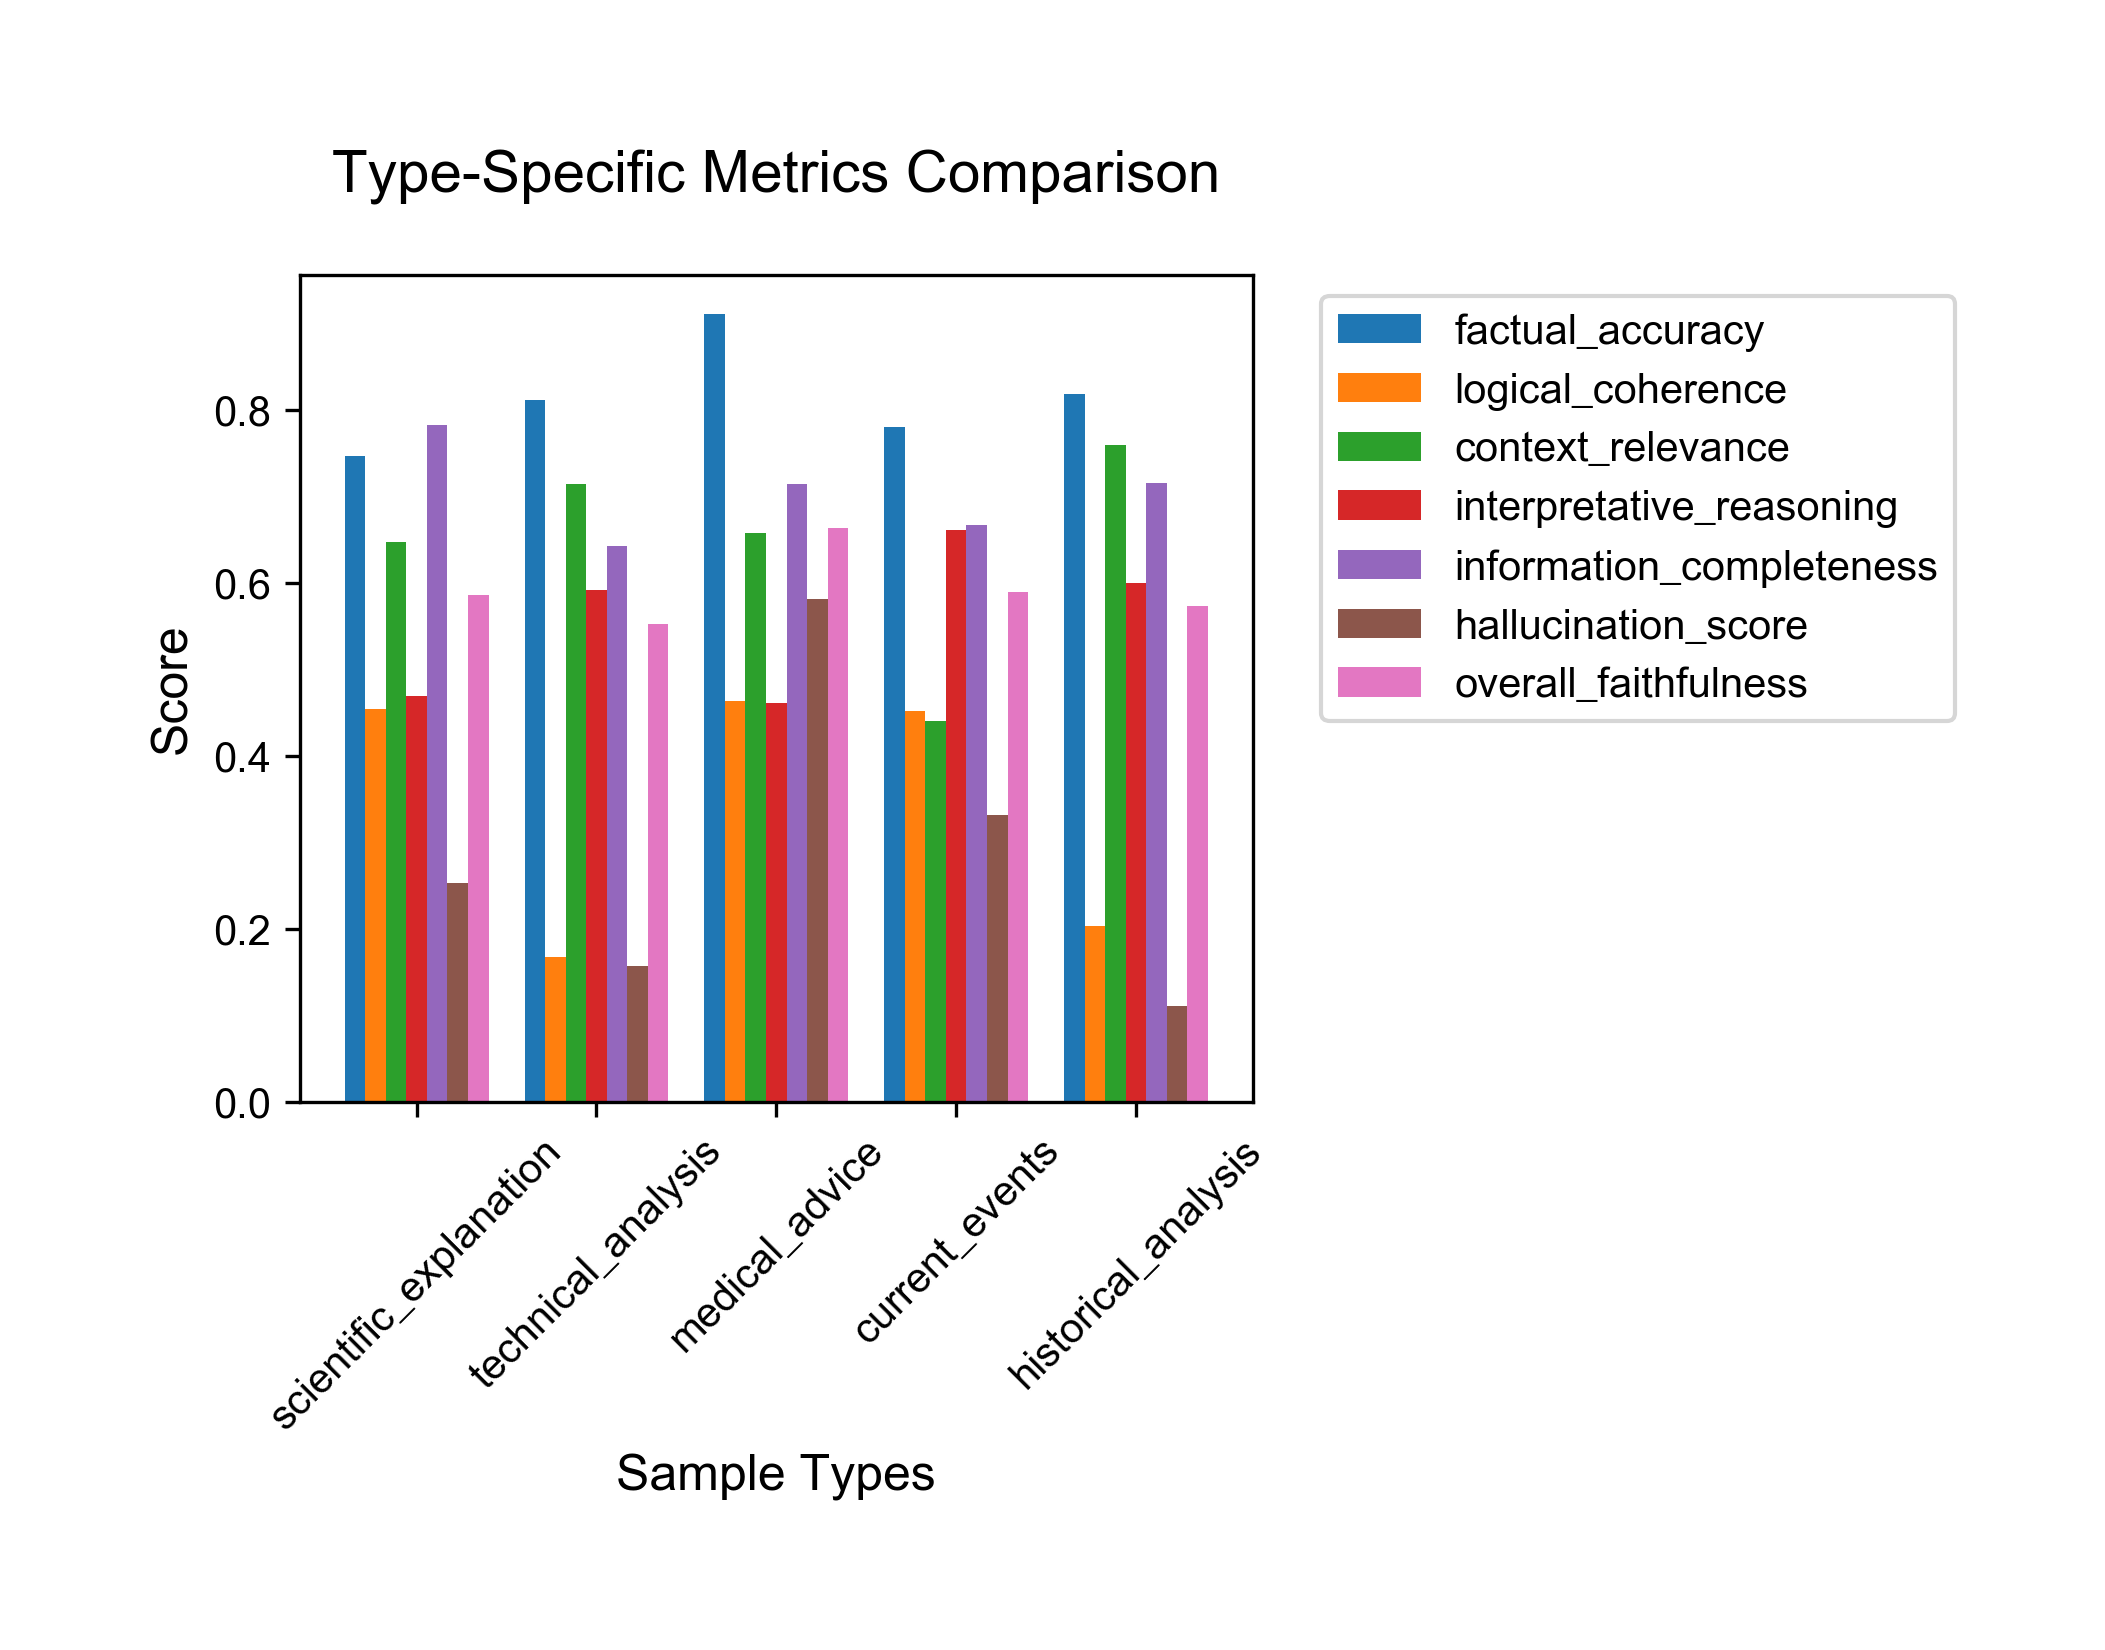 Type-Specific Metrics Comparison
factual_accuracy
logical_coherence
context_relevance
interpretative_reasoning
information_completeness
hallucination_score
overall_faithfulness
Score
0.8
0.6
0.4
0.2
0.0
scientific_explanation
technical_analysis
medical_advice
current_events
historical_analysis
Sample Types